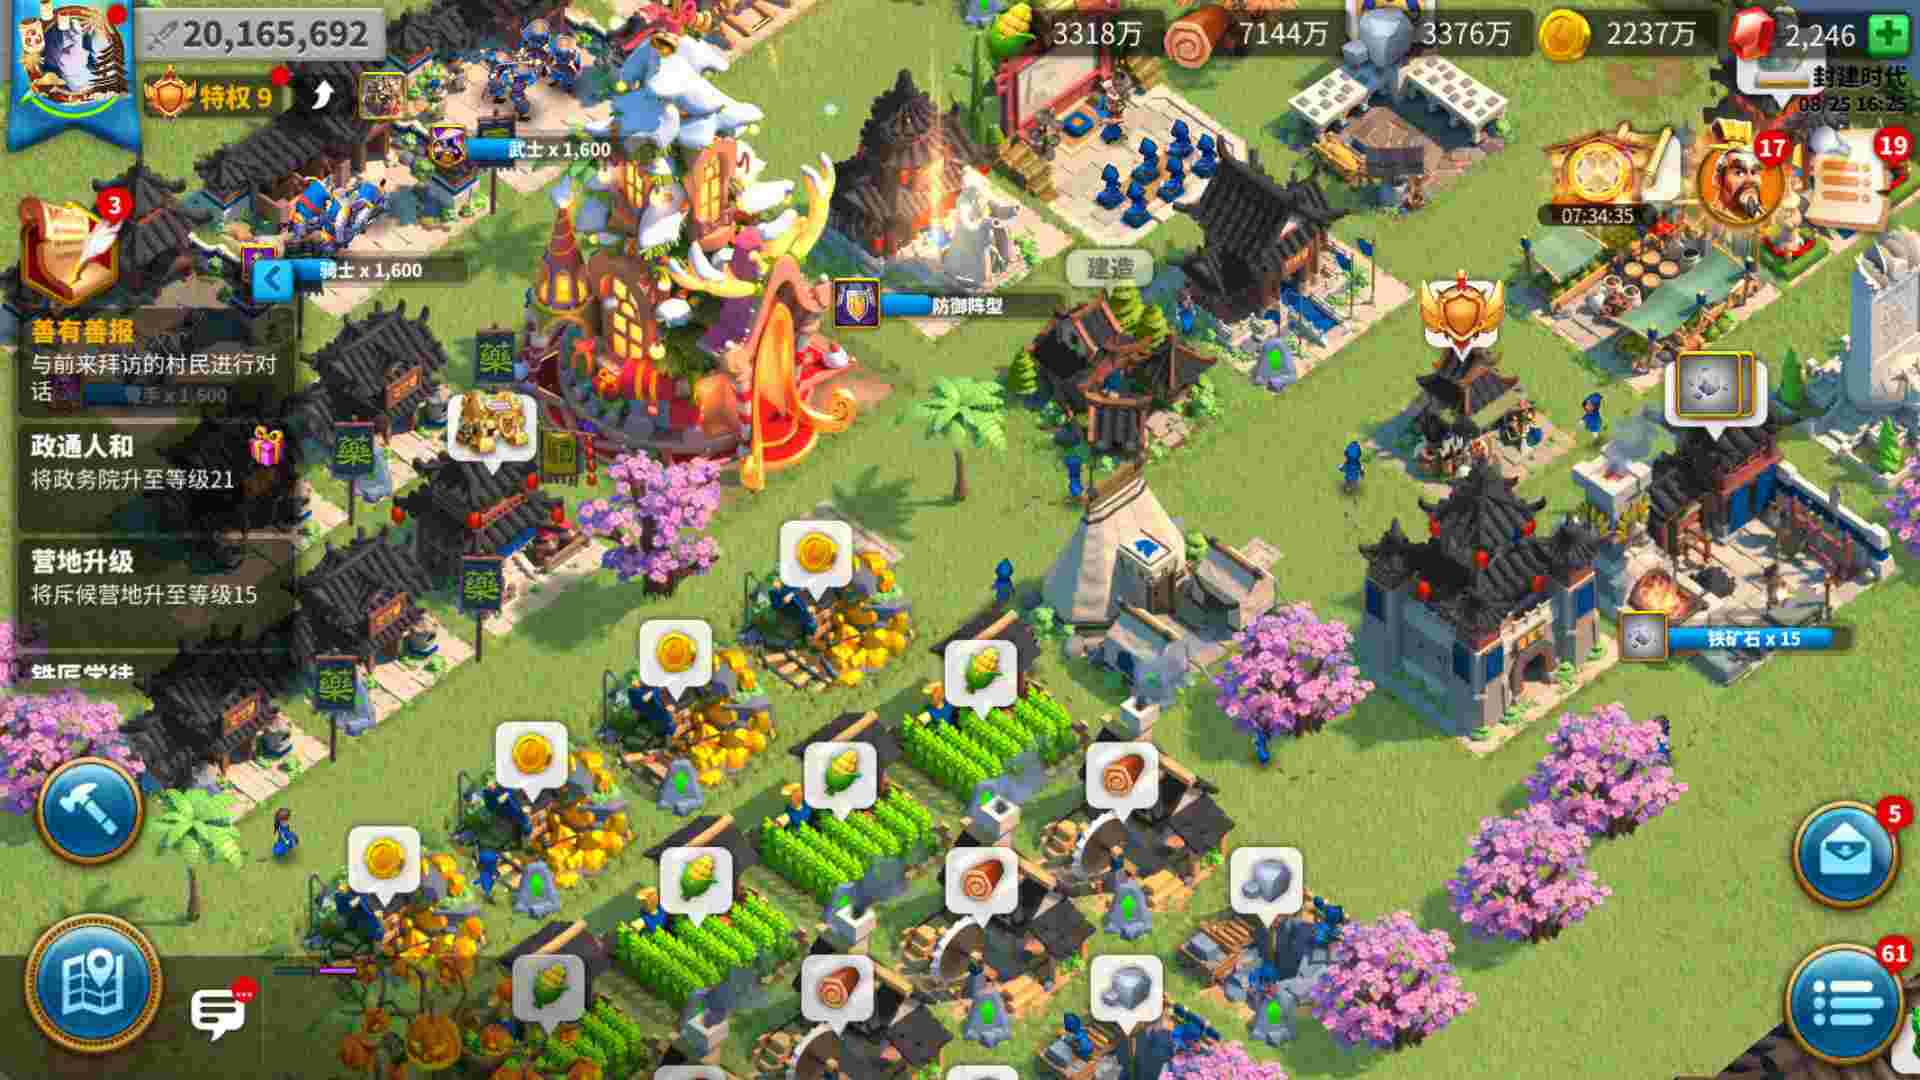 20,165,692
3318万
7144万
3376万
2237万
2,246
特权 9
封建时代
08/25 16:25
武士 x 1,600
17
19
07:34:35
3
骑士 x 1,600
建造
防御阵型
善有善报
与前来拜访的村民进行对
话
政通人和
将政务院升至等级21
营地升级
将斥候营地升至等级15
铁匠学徒
藥
藥
藥
藥
铁矿石 x 15
5
61